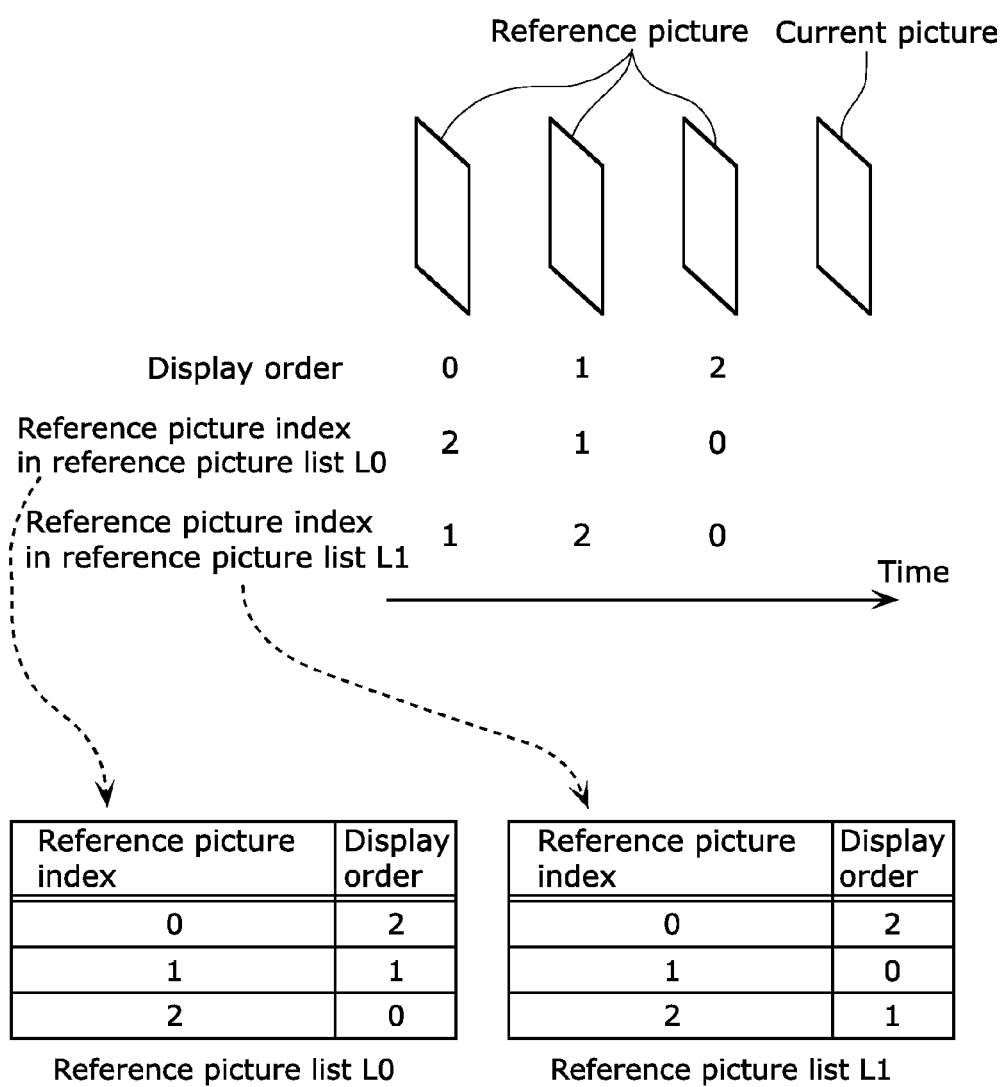 Reference picture Current picture
Display order 0 1 2
Reference picture index
in reference picture list L0 2 1 0
Reference picture index
in reference picture list L1 1 2 0
Time
Reference picture index Display order
0 2
1 1
2 0
Reference picture list L0
Reference picture index Display order
0 2
1 0
2 1
Reference picture list L1